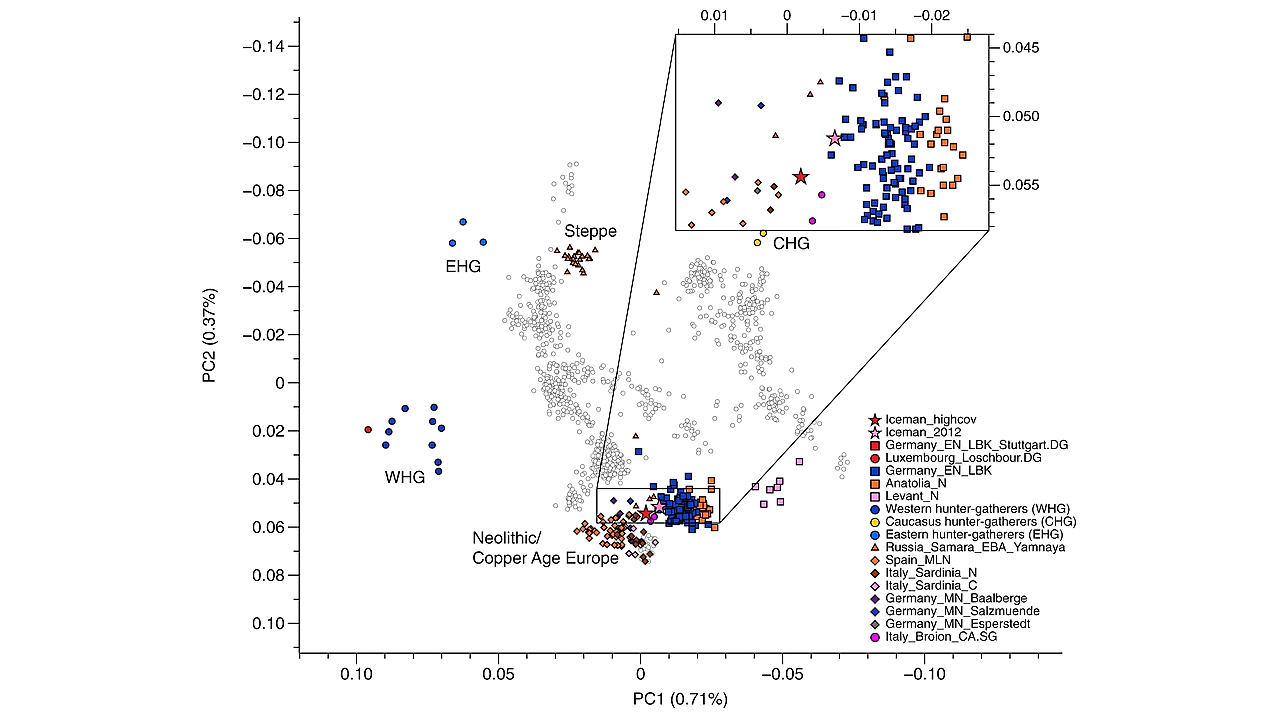 0.01 0 −0.01 −0.02
−0.14
0.045
−0.12
0.050
−0.10
−0.08
0.055
Steppe
−0.06
CHG
EHG
−0.04
−0.02
PC2 (0.37%)
0
0.02
Iceman_highcov
Iceman_2012
Germany_EN_LBK_Stuttgart.DG
Luxembourg_Loschbour.DG
WHG
Germany_EN_LBK
0.04
Anatolia_N
Levant_N
Western hunter-gatherers (WHG)
Caucasus hunter-gatherers (CHG)
0.06
Eastern hunter-gatherers (EHG)
Neolithic/
Copper Age Europe
Russia_Samara_EBA_Yamnaya
Spain_MLN
0.08
Italy_Sardinia_N
Italy_Sardinia_C
Germany_MN_Baalberge
Germany_MN_Salzmuende
0.10
Germany_MN_Esperstedt
Italy_Broion_CA.SG
0.10 0.05 0 −0.05 −0.10
PC1 (0.71%)